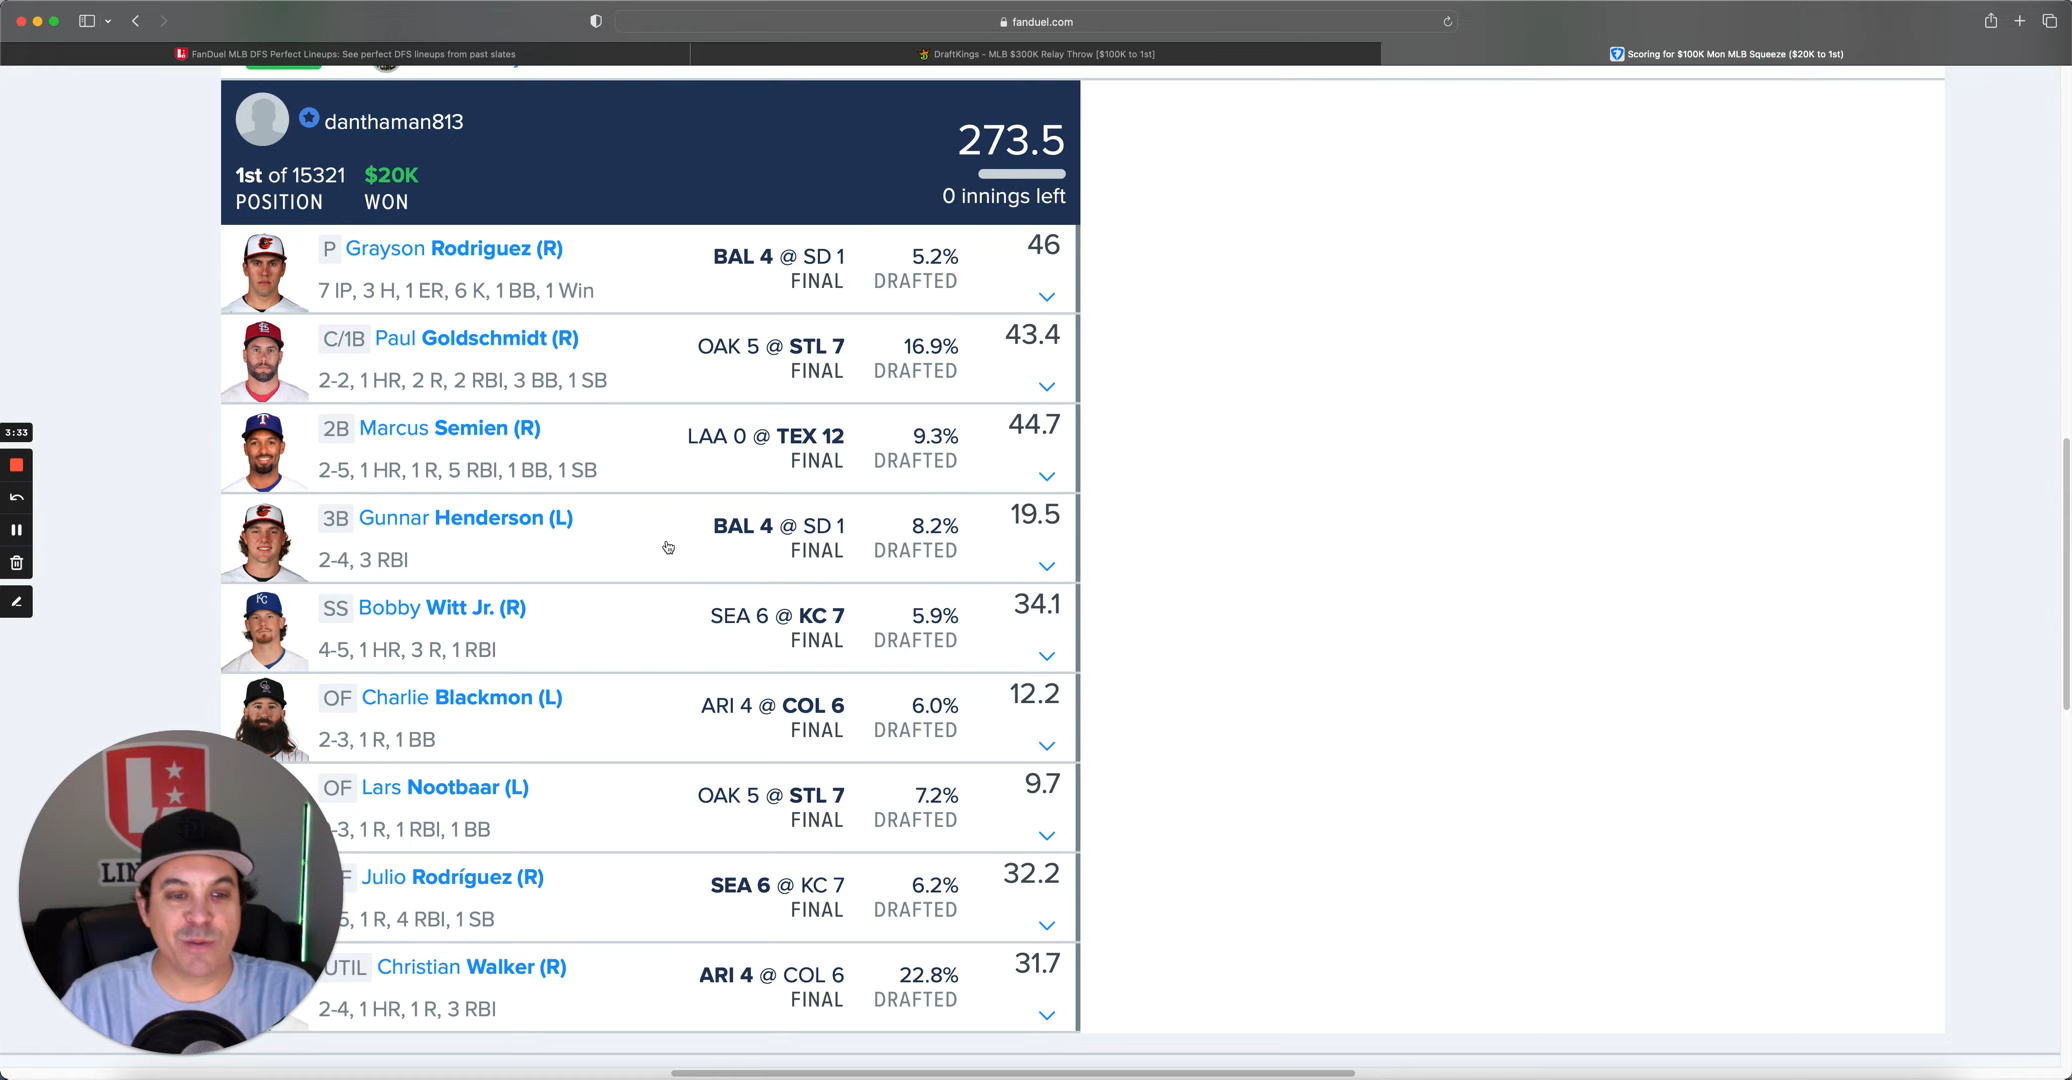 fanduel.com
FanDuel MLB DFS Perfect Lineups: See perfect DFS lineups from past slates
DraftKings - MLB $300K Relay Throw [$100K to 1st]
Scoring for $100K Mon MLB Squeeze ($20K to 1st)
danthaman813
273.5
1st of 15321 $20K
0 innings left
POSITION WON
P Grayson Rodriguez (R) BAL 4 @ SD 1 5.2% 46
FINAL DRAFTED
7 IP, 3 H, 1 ER, 6 K, 1 BB, 1 Win
C/1B Paul Goldschmidt (R) OAK 5 @ STL 7 16.9% 43.4
FINAL DRAFTED
2-2, 1 HR, 2 R, 2 RBI, 3 BB, 1 SB
2B Marcus Semien (R) LAA 0 @ TEX 12 9.3% 44.7
FINAL DRAFTED
2-5, 1 HR, 1 R, 5 RBI, 1 BB, 1 SB
3:33
3B Gunnar Henderson (L) BAL 4 @ SD 1 8.2% 19.5
FINAL DRAFTED
2-4, 3 RBI
SS Bobby Witt Jr. (R) SEA 6 @ KC 7 5.9% 34.1
FINAL DRAFTED
4-5, 1 HR, 3 R, 1 RBI
OF Charlie Blackmon (L) ARI 4 @ COL 6 6.0% 12.2
FINAL DRAFTED
2-3, 1 R, 1 BB
OF Lars Nootbaar (L) OAK 5 @ STL 7 7.2% 9.7
FINAL DRAFTED
-3, 1 R, 1 RBI, 1 BB
F Julio Rodríguez (R) SEA 6 @ KC 7 6.2% 32.2
FINAL DRAFTED
5, 1 R, 4 RBI, 1 SB
UTIL Christian Walker (R) ARI 4 @ COL 6 22.8% 31.7
FINAL DRAFTED
2-4, 1 HR, 1 R, 3 RBI